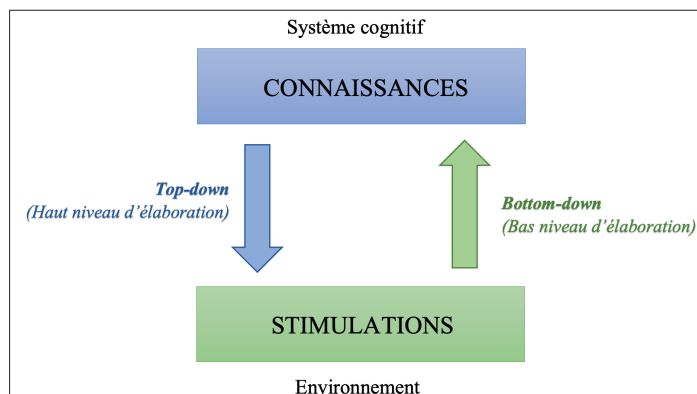 Système cognitif
CONNAISSANCES
Top-down
(Haut niveau d'élaboration)
Bottom-down
(Bas niveau d'élaboration)
STIMULATIONS
Environnement